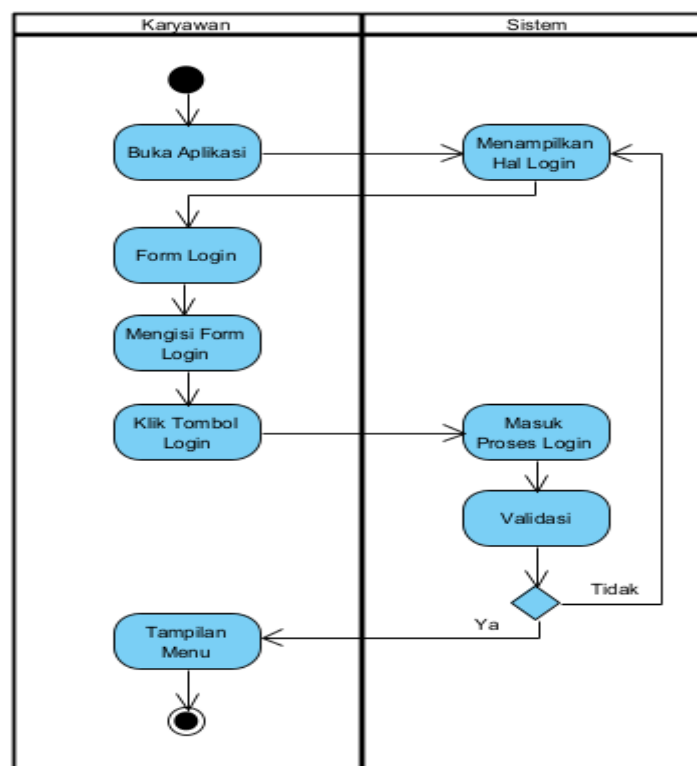 Karyawan
Sistem
Buka Aplikasi
Menampilkan
Hal Login
Form Login
Mengisi Form
Login
Klik Tombol
Login
Masuk
Proses Login
Validasi
Tidak
Ya
Tampilan
Menu